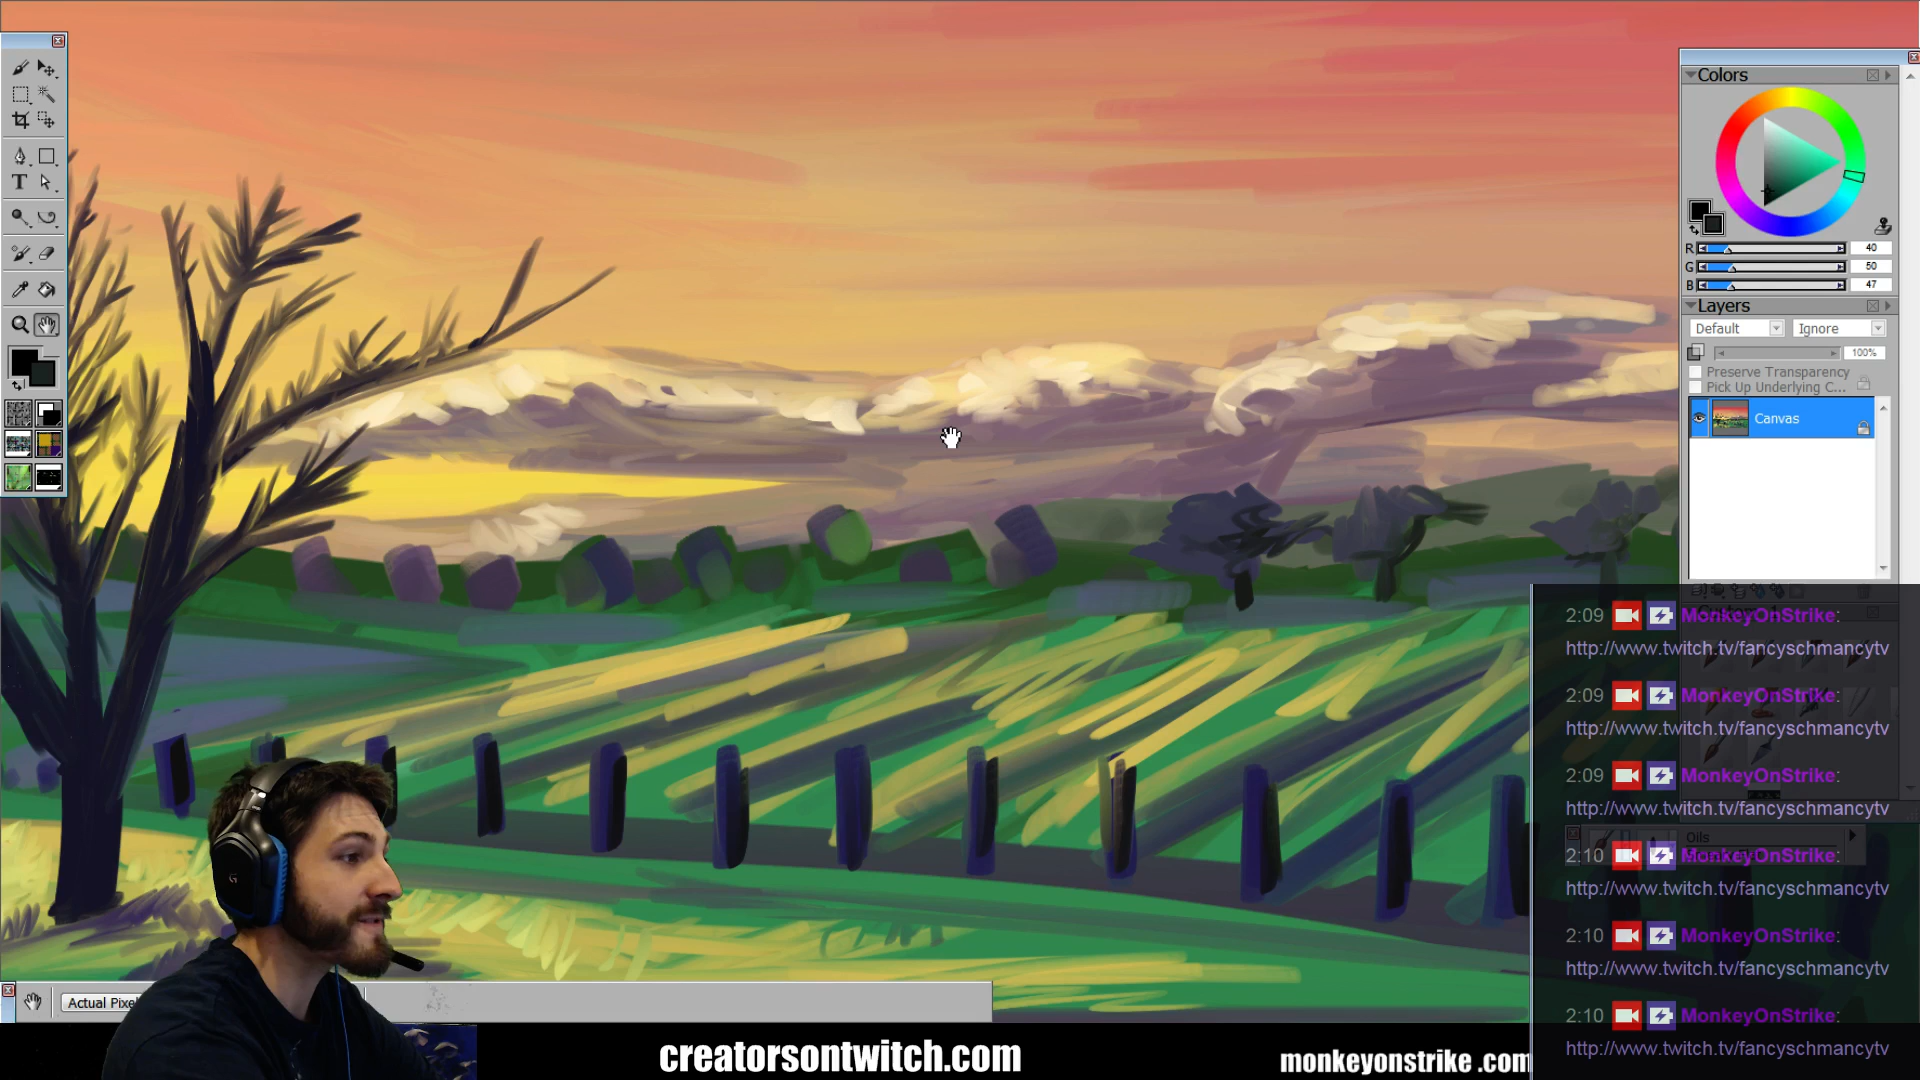 T
Colors
R 40
G 50
B 47
Layers
Default Ignore
100%
Preserve Transparency
Pick Up Underlying C...
Canvas
2:09 MonkeyOnStrike:
http://www.twitch.tv/fancyschmancytv
2:09 MonkeyOnStrike:
http://www.twitch.tv/fancyschmancytv
2:09 MonkeyOnStrike:
http://www.twitch.tv/fancyschmancytv
Oils
2:10 MonkeyOnStrike:
http://www.twitch.tv/fancyschmancytv
2:10 MonkeyOnStrike:
http://www.twitch.tv/fancyschmancytv
2:10 MonkeyOnStrike:
http://www.twitch.tv/fancyschmancytv
Actual Pixel
creatorsontwitch.com
monkeyonstrike .com